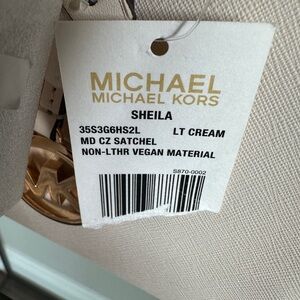 MICHAEL
MICHAEL KORS
SHEILA
35S3G6HS2L LT CREAM
MD CZ SATCHEL
NON-LTHR VEGAN MATERIAL
S870-0002